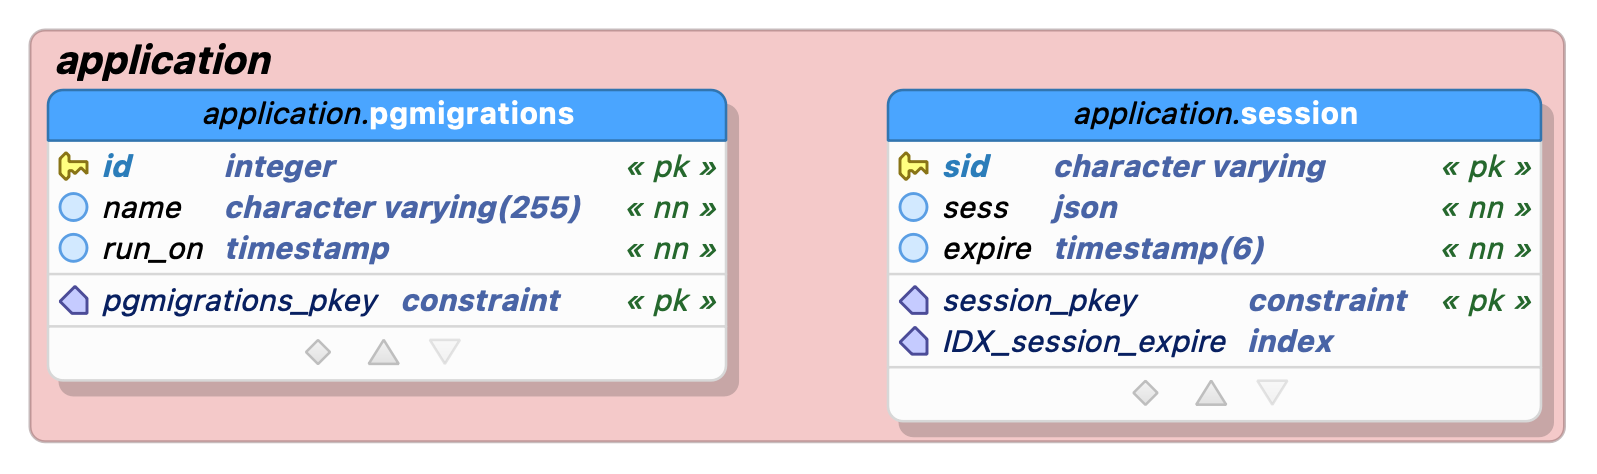 application
application.pgmigrations
id integer « pk »
name character varying(255) « nn »
run_on timestamp « nn »
pgmigrations_pkey constraint « pk »
application.session
sid character varying « pk »
sess json « nn »
expire timestamp(6) « nn »
session_pkey constraint « pk »
IDX_session_expire index